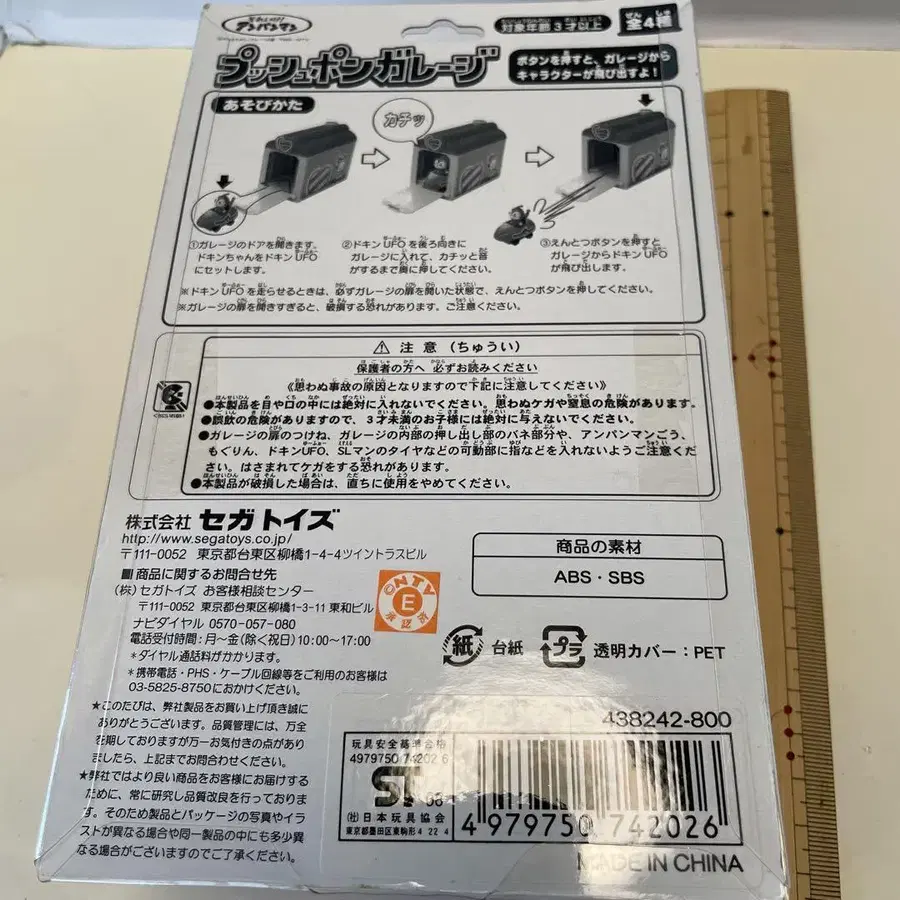 それいけ!
アンパンマン
対象年齢3才以上
全4種
プッシュポンガレージ
ボタンを押すと、ガレージから
キャラクターが飛び出すよ!
あそびかた
カチッ
①ガレージのドアを開きます。
ドキンちゃんをドキンUFO
にセットします。
②ドキンUFOを後ろ向きに
ガレージに入れて、カチッと音
がするまで奥に押してください。
③えんとつボタンを押すと
ガレージからドキンUFO
が飛び出します。
※ドキンUFOを走らせるときは、必ずガレージの扉を開いた状態で、えんとつボタンを押してください。
※ガレージの扉を開きすぎると、破損する恐れがあります。ご注意ください。
⚠ 注意(ちゅうい)
保護者の方へ 必ずお読みください
《思わぬ事故の原因となりますので下記に注意してください》
●本製品を目や口の中には絶対に入れないでください。思わぬケガや窒息の危険があります。
●誤飲の危険がありますので、3才未満のお子様には絶対に与えないでください。
●ガレージの扉のつけね、ガレージの内部の押し出し部のバネ部分や、アンパンマンごう、
もぐりん、ドキンUFO、SLマンのタイヤなどの可動部に指などを入れないようご注意くだ
さい。はさまれてケガをする恐れがあります。
●本製品が破損した場合は、直ちに使用をやめてください。
株式会社 セガトイズ
http://www.segatoys.co.jp/
〒111-0052 東京都台東区柳橋1-4-4ツイントラスビル
■商品に関するお問合せ先
(株)セガトイズ お客様相談センター
〒111-0052 東京都台東区柳橋1-3-11 東和ビル
ナビダイヤル 0570-057-080
電話受付時間:月~金(除く祝日)10:00~17:00
*ダイヤル通話料がかかります。
*携帯電話・PHS・ケーブル回線等をご利用のお客様は
03-5825-8750におかけください。
商品の素材
ABS・SBS
NTV
E
承認
紙
台紙
プラ
透明カバー:PET
★このたびは、弊社製品をお買い上げ頂き誠に
ありがとうございます。品質管理には、万全
を期しておりますが万一お気付きの点があり
ましたら、上記までお問合わせください。
★弊社ではより良い商品をお客様にお届けする
ために、常に研究し品質改良を行っております。
そのため製品とパッケージの写真やイラ
ストが異なる場合や同一製品の中にも多少異
なる場合がございますのでご了承ください。
438242-800
玩具安全基準合格
4979750 74202 6
ST
08
(社)日本玩具協会
東京都墨田区東駒形4 22 4
4 979750 742026
MADE IN CHINA